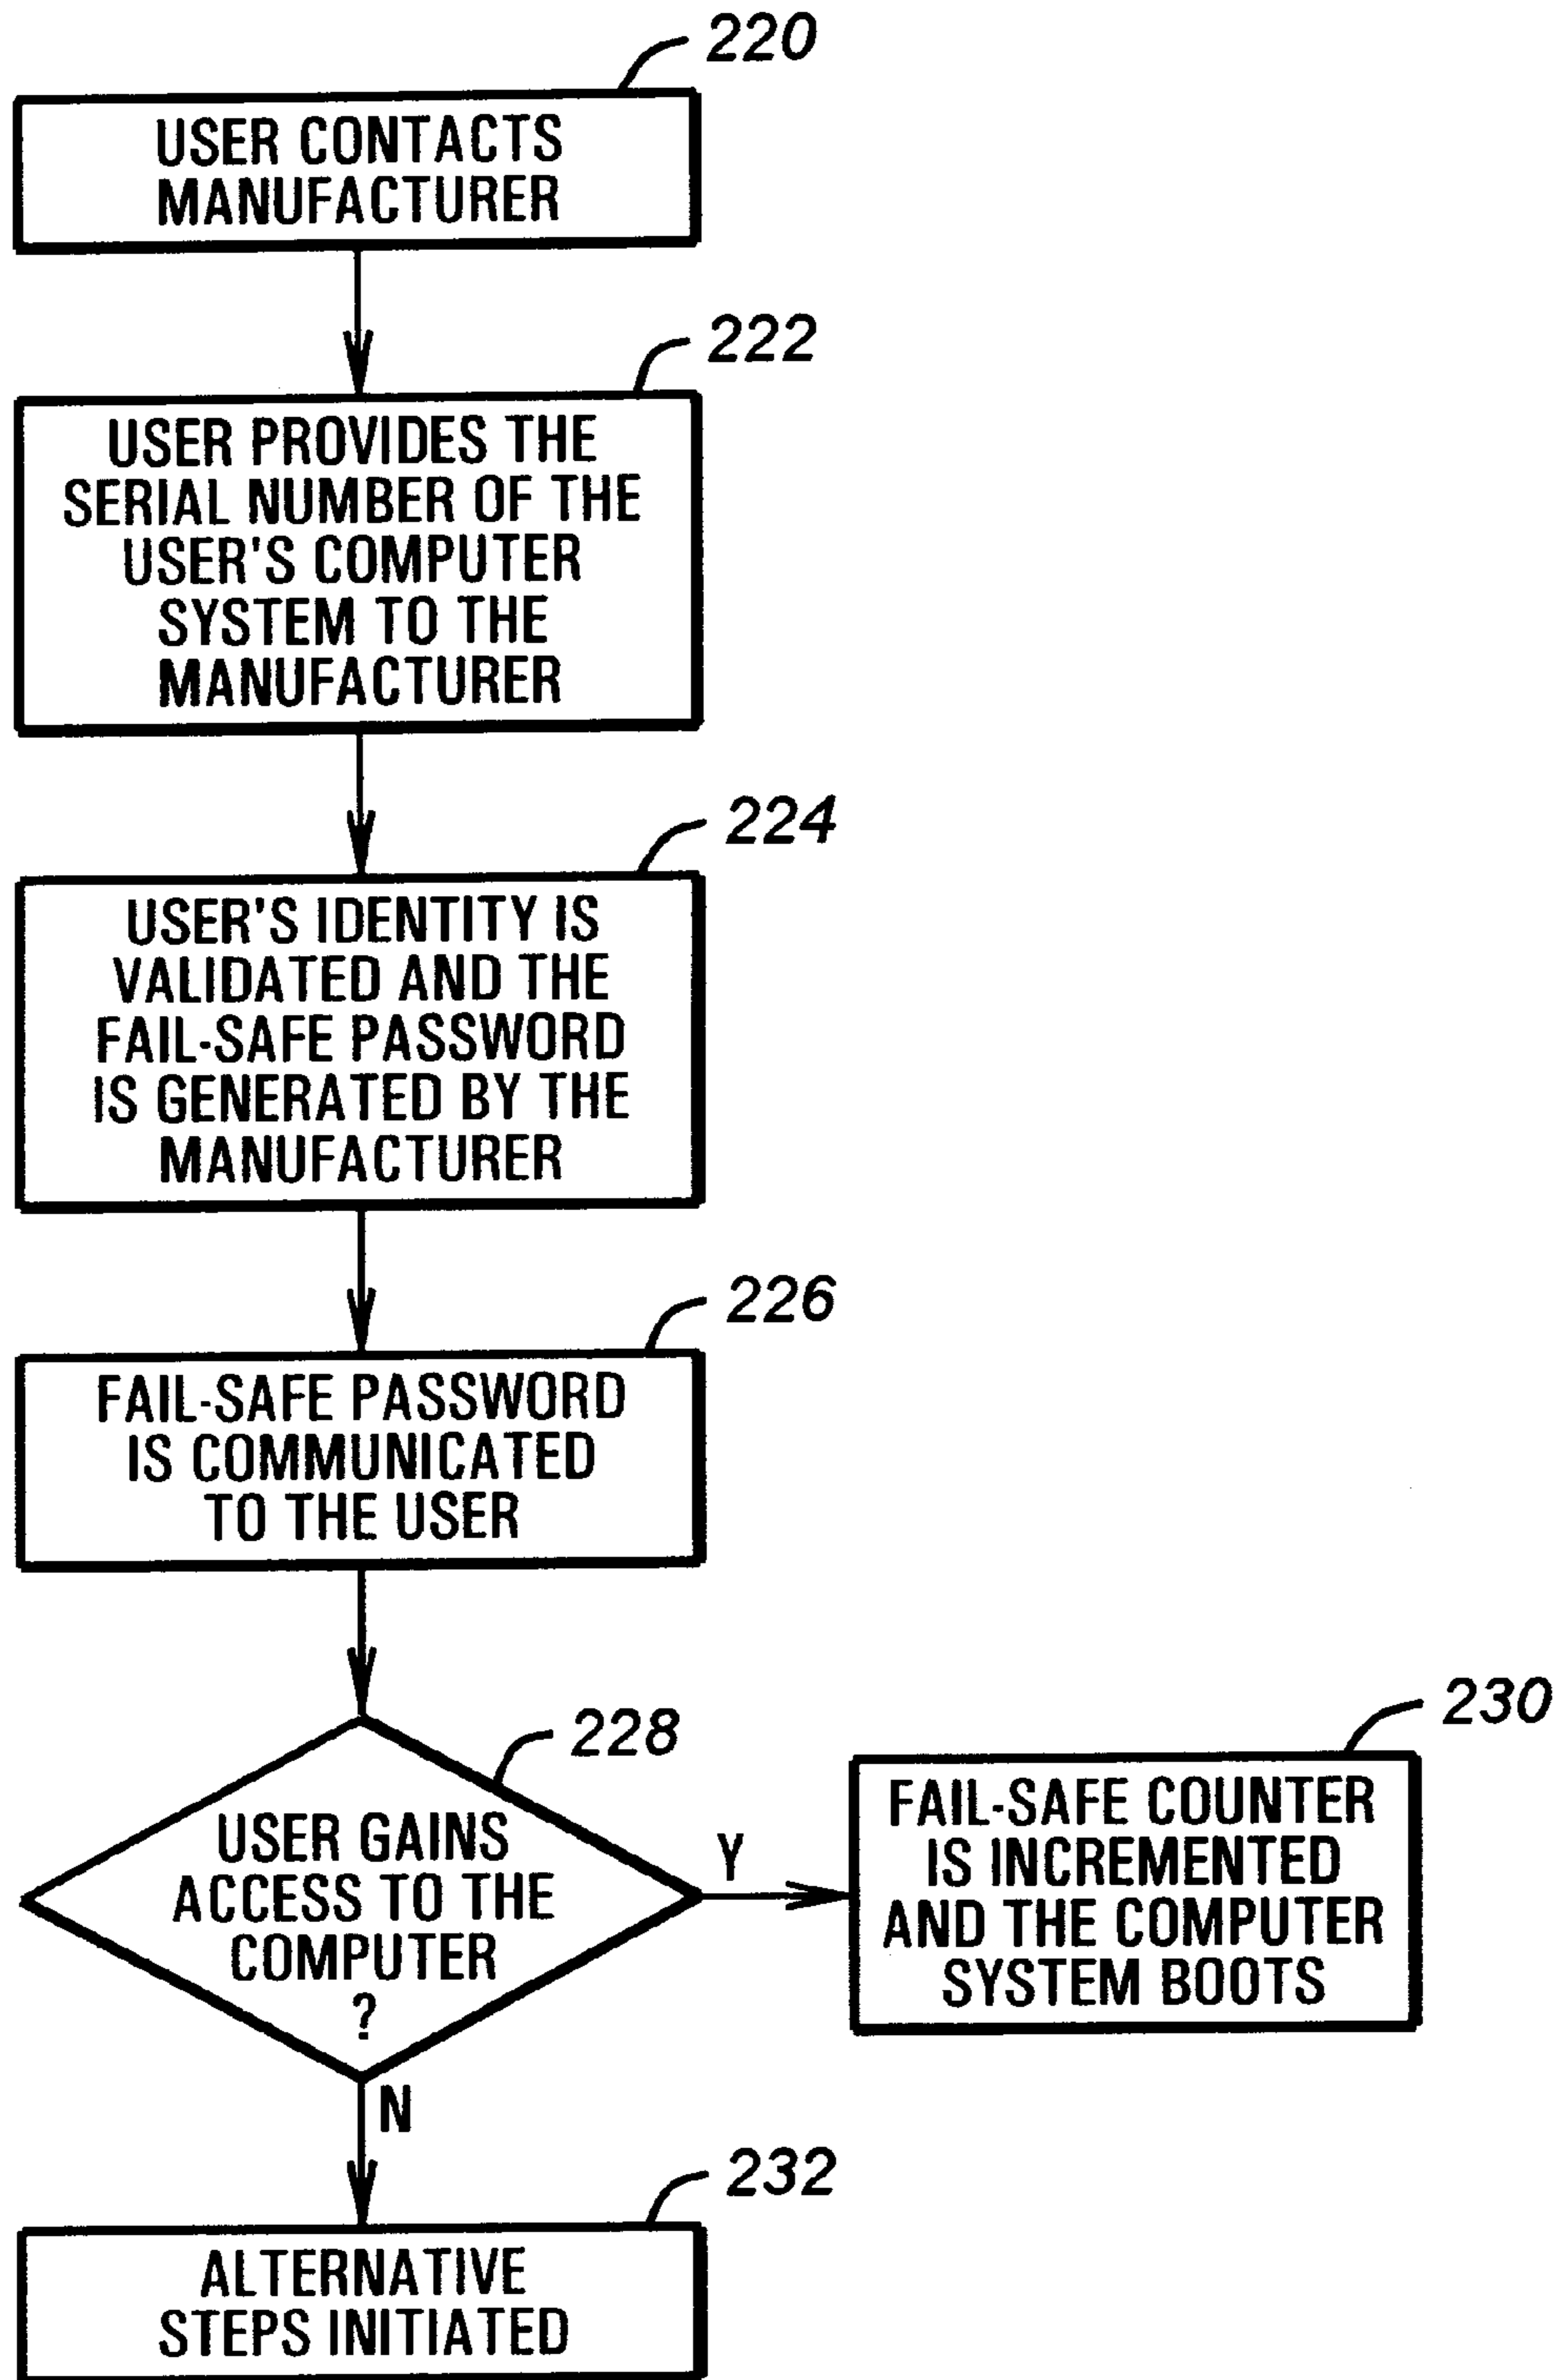 220
USER CONTACTS
MANUFACTURER
222
USER PROVIDES THE
SERIAL NUMBER OF THE
USER'S COMPUTER
SYSTEM TO THE
MANUFACTURER
224
USER'S IDENTITY IS
VALIDATED AND THE
FAIL-SAFE PASSWORD
IS GENERATED BY THE
MANUFACTURER
226
FAIL-SAFE PASSWORD
IS COMMUNICATED
TO THE USER
228
USER GAINS
ACCESS TO THE
COMPUTER
?
Y
230
FAIL-SAFE COUNTER
IS INCREMENTED
AND THE COMPUTER
SYSTEM BOOTS
N
232
ALTERNATIVE
STEPS INITIATED